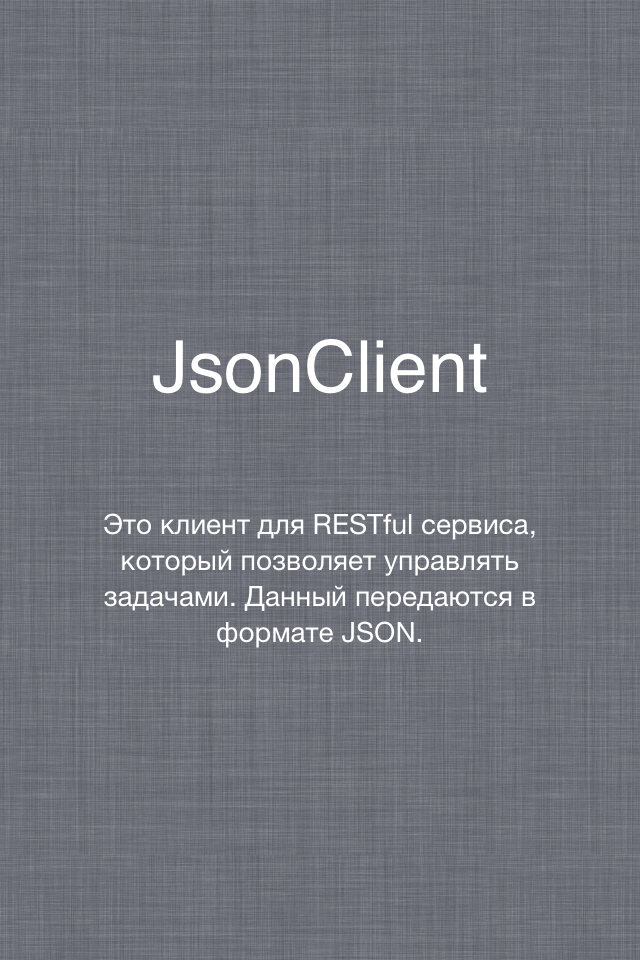 JsonClient
Это клиент для RESTful сервиса,
который позволяет управлять
задачами. Данный передаются в
формате JSON.